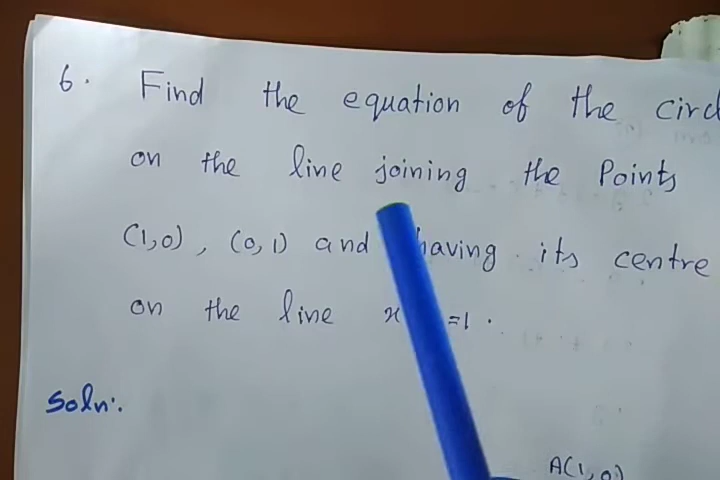 6. Find the equation of the
on the line joining the Points
(1,0), (0,1) and having its centre
on the line x =1.
Soln:
A(1,0)